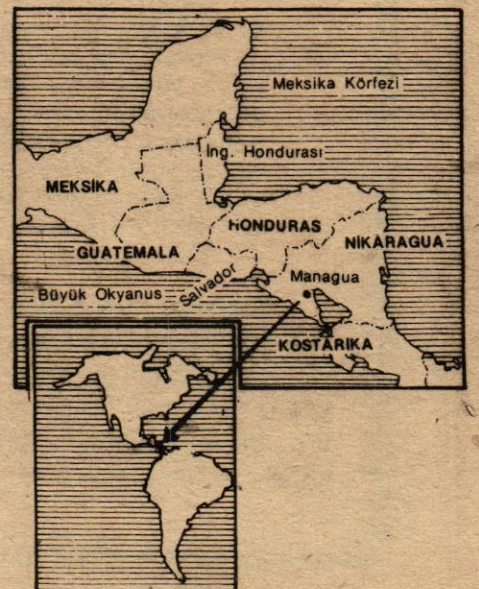 Meksika Körfezi
İng. Hondurası
MEKSİKA
HONDURAS
NİKARAGUA
GUATEMALA
Managua
Salvador
Büyük Okyanus
KOSTARİKA